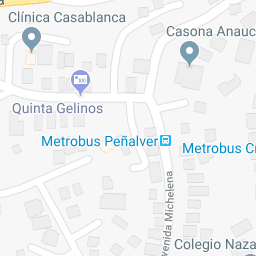 Clínica Casablanca
Casona Anauc
Quinta Gelinos
Metrobus Peñalver
Metrobus C
venida Michelena
Colegio Naza